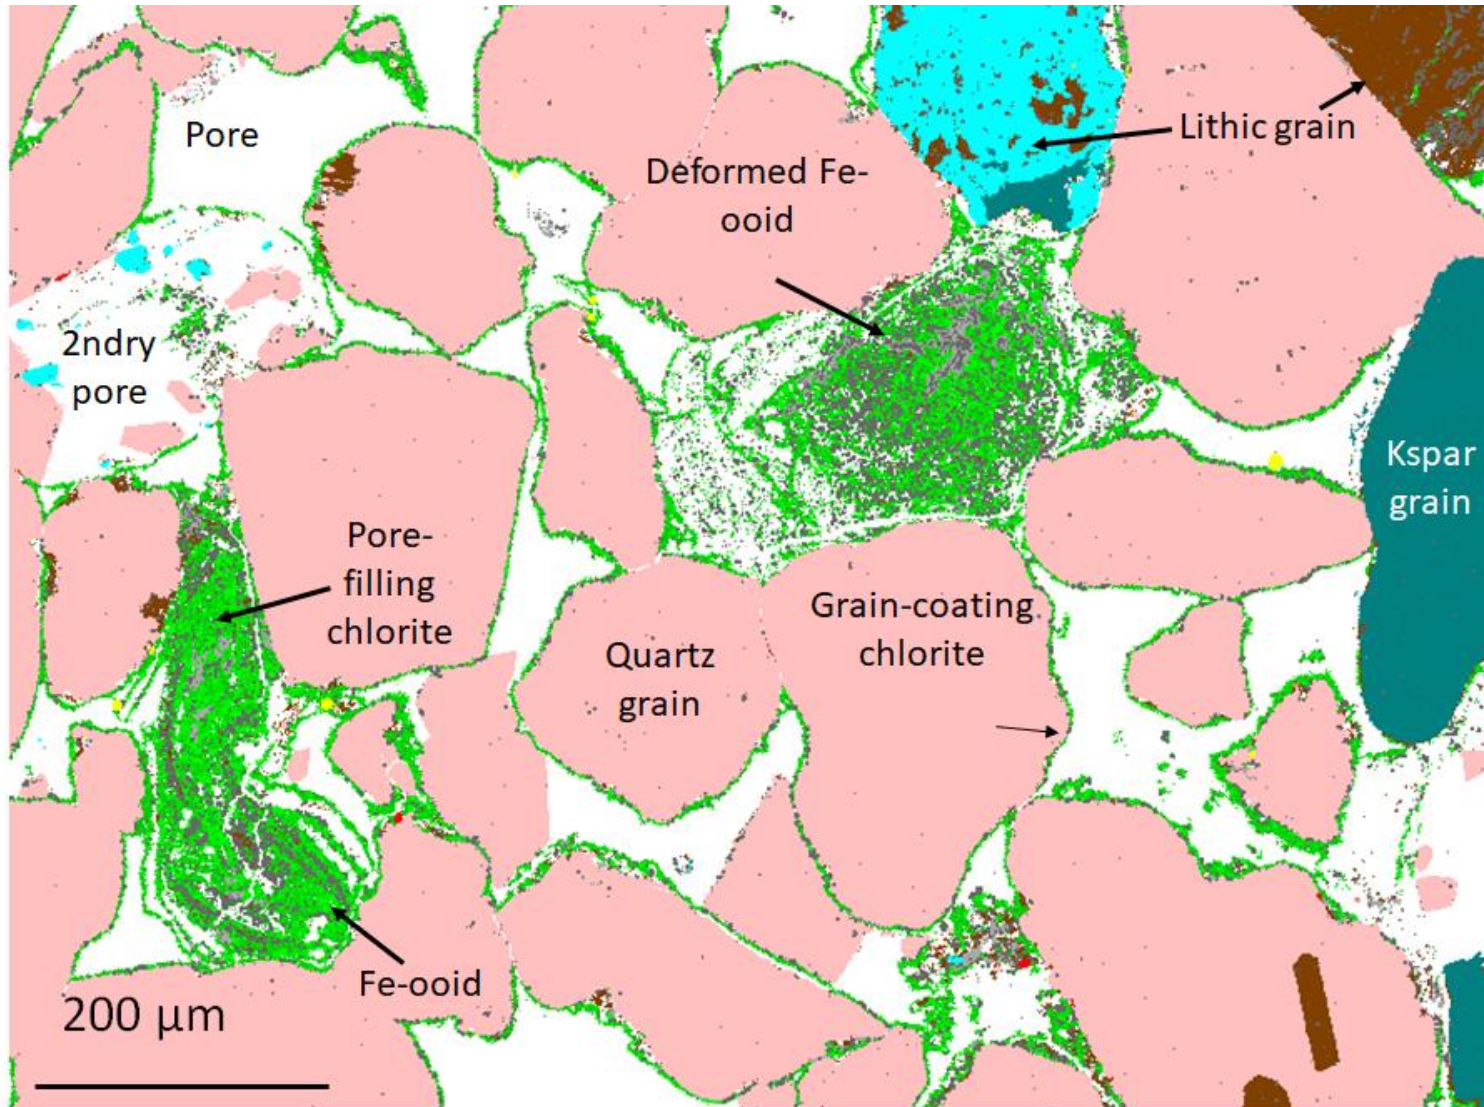 Pore
Lithic grain
Deformed Fe-
ooid
2ndry
pore
Kspar
grain
Pore-
filling
chlorite
Grain-coating
chlorite
Quartz
grain
Fe-ooid
200 µm